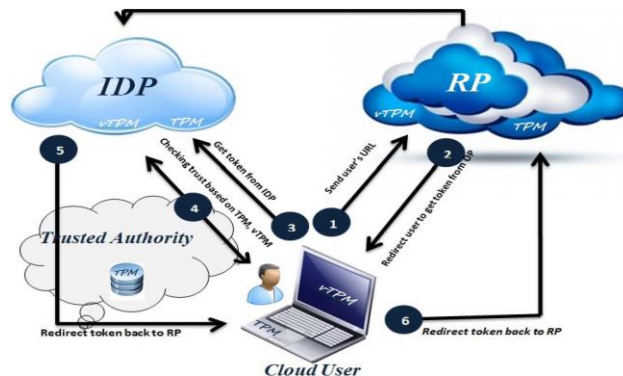 IDP
vTPM TPM
RP
vTPM
TPM
5
2
Get token from IDP
Checking trust based on TPM, vTPM
Send user's URL
Redirect user to get token from OP
4
3
1
Trusted Authority
TPM
vTPM
TPM
6
Redirect token back to RP
Redirect token back to RP
Cloud User